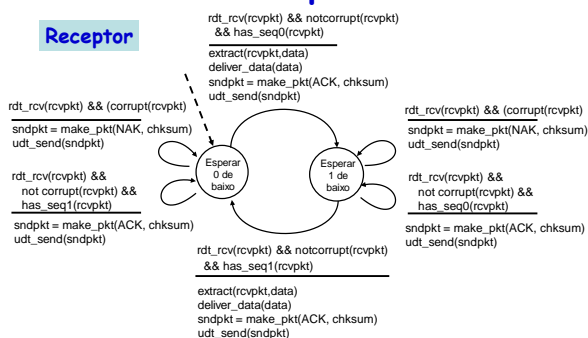 Receptor
rdt_rcv(rcvpkt) && notcorrupt(rcvpkt)
&& has_seq0(rcvpkt)
extract(rcvpkt,data)
deliver_data(data)
sndpkt = make_pkt(ACK, chksum)
udt_send(sndpkt)
rdt_rcv(rcvpkt) && (corrupt(rcvpkt)
sndpkt = make_pkt(NAK, chksum)
udt_send(sndpkt)
rdt_rcv(rcvpkt) &&
not corrupt(rcvpkt) &&
has_seq1(rcvpkt)
sndpkt = make_pkt(ACK, chksum)
udt_send(sndpkt)
Esperar
0 de
baixo
Esperar
1 de
baixo
rdt_rcv(rcvpkt) && (corrupt(rcvpkt)
sndpkt = make_pkt(NAK, chksum)
udt_send(sndpkt)
rdt_rcv(rcvpkt) &&
not corrupt(rcvpkt) &&
has_seq0(rcvpkt)
sndpkt = make_pkt(ACK, chksum)
udt_send(sndpkt)
rdt_rcv(rcvpkt) && notcorrupt(rcvpkt)
&& has_seq1(rcvpkt)
extract(rcvpkt,data)
deliver_data(data)
sndpkt = make_pkt(ACK, chksum)
udt_send(sndpkt)